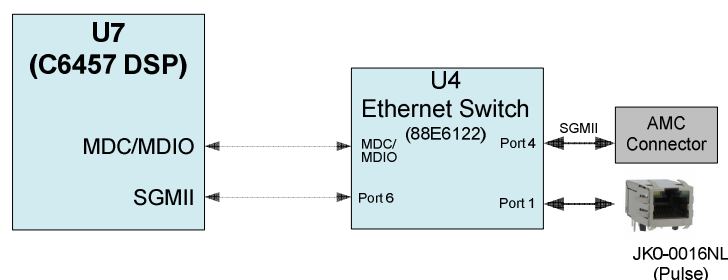 U7
(C6457 DSP)
MDC/MDIO
SGMII
U4
Ethernet Switch
(88E6122)
MDC/
MDIO
Port 6
Port 4
Port 1
SGMII
AMC
Connector
JK0-0016NL
(Pulse)